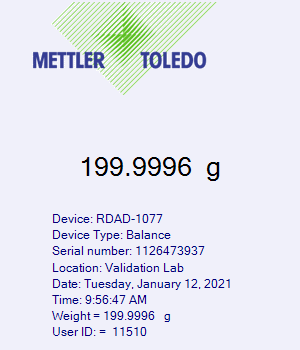 METTLER TOLEDO
199.9996 g
Device: RDAD-1077
Device Type: Balance
Serial number: 1126473937
Location: Validation Lab
Date: Tuesday, January 12, 2021
Time: 9:56:47 AM
Weight = 199.9996 g
User ID: = 11510